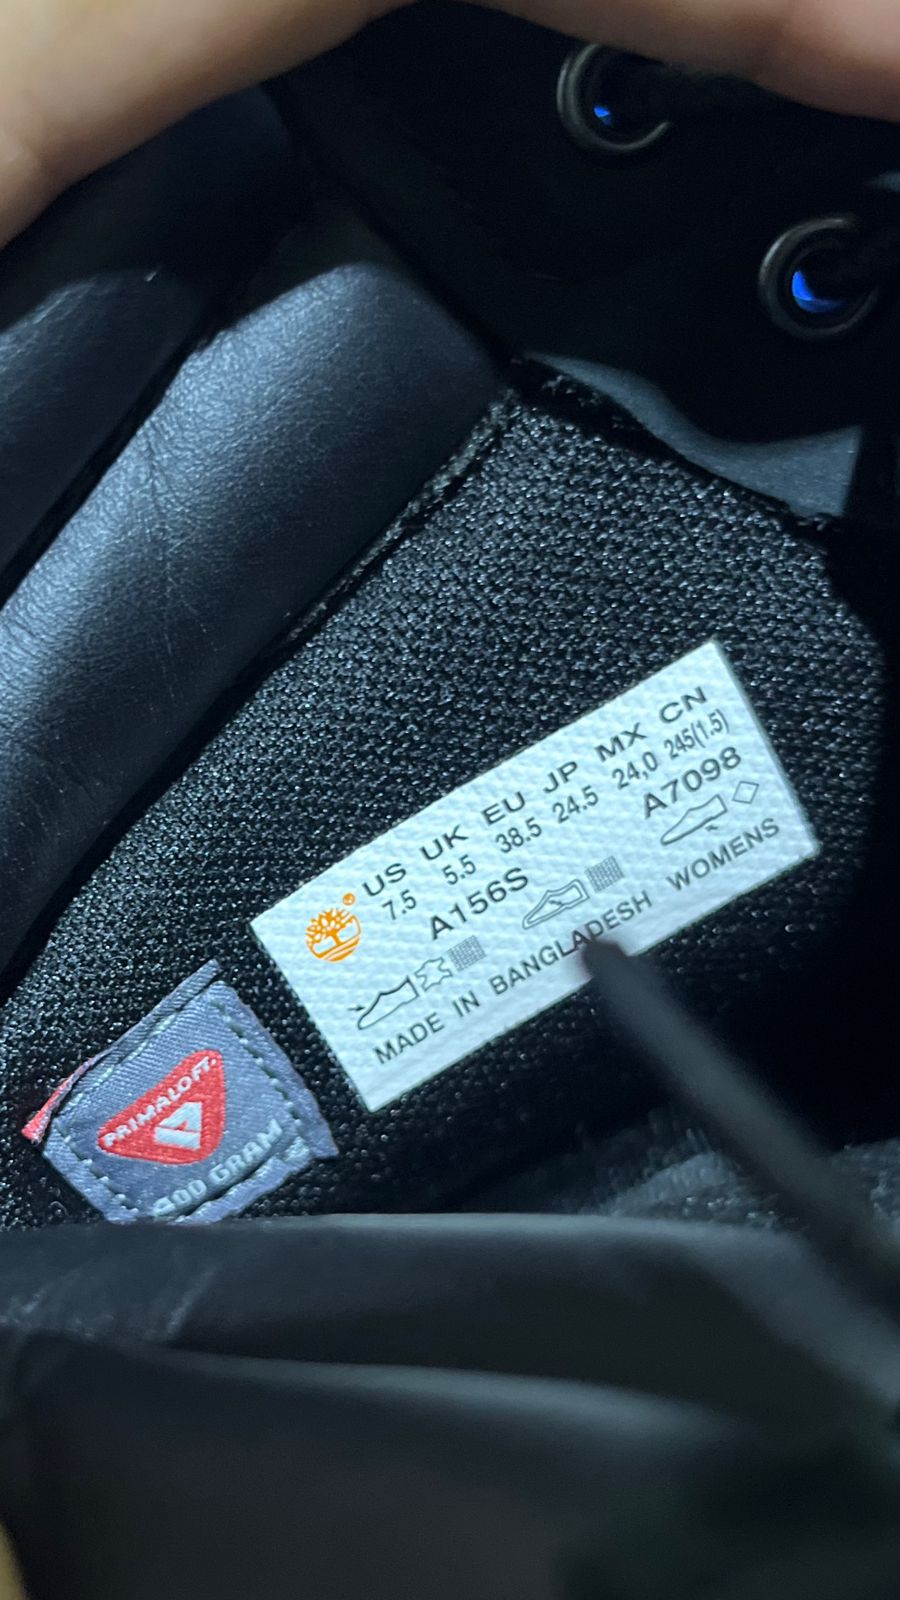 ®
US UK EU JP MX CN
7.5 5.5 38.5 24.5 24,0 245(1.5)
A156S A7098
MADE IN BANGLADESH WOMENS
PRIMALOFT®
GRAM